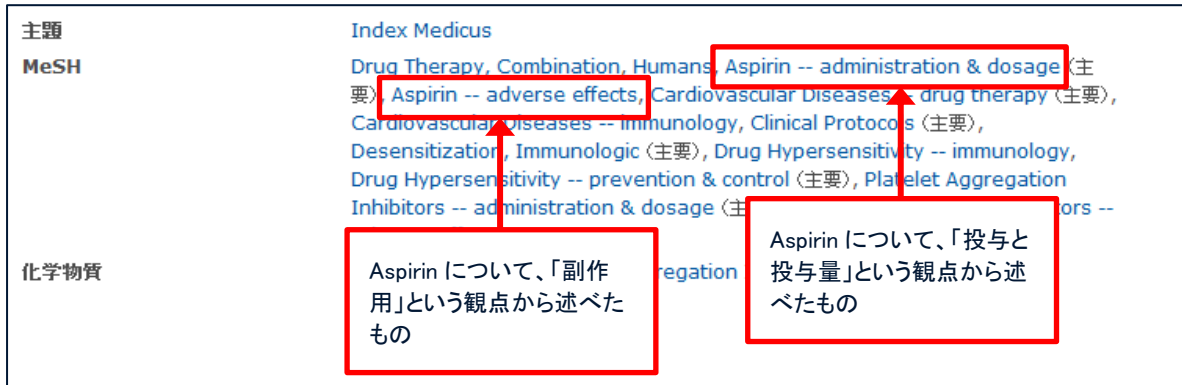 主題 Index Medicus
MeSH Drug Therapy, Combination, Humans, Aspirin -- administration & dosage (主
要), Aspirin -- adverse effects, Cardiovascular Diseases -- drug therapy (主要),
Cardiovascular Diseases -- immunology, Clinical Protocols (主要),
Desensitization, Immunologic (主要), Drug Hypersensitivity -- immunology,
Drug Hypersensitivity -- prevention & control (主要), Platelet Aggregation
Inhibitors -- administration & dosage (主 ors --
化学物質 regation
Aspirin について、「副作
用」という観点から述べた
もの
Aspirin について、「投与と
投与量」という観点から述
べたもの